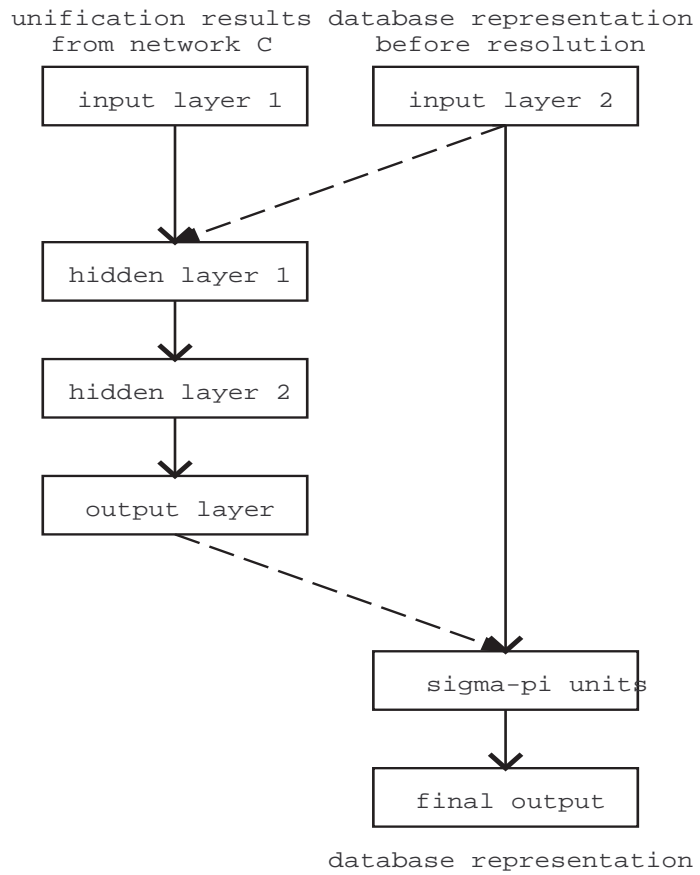 unification results
from network C
database representation
before resolution
input layer 1
input layer 2
hidden layer 1
hidden layer 2
output layer
sigma-pi units
final output
database representation